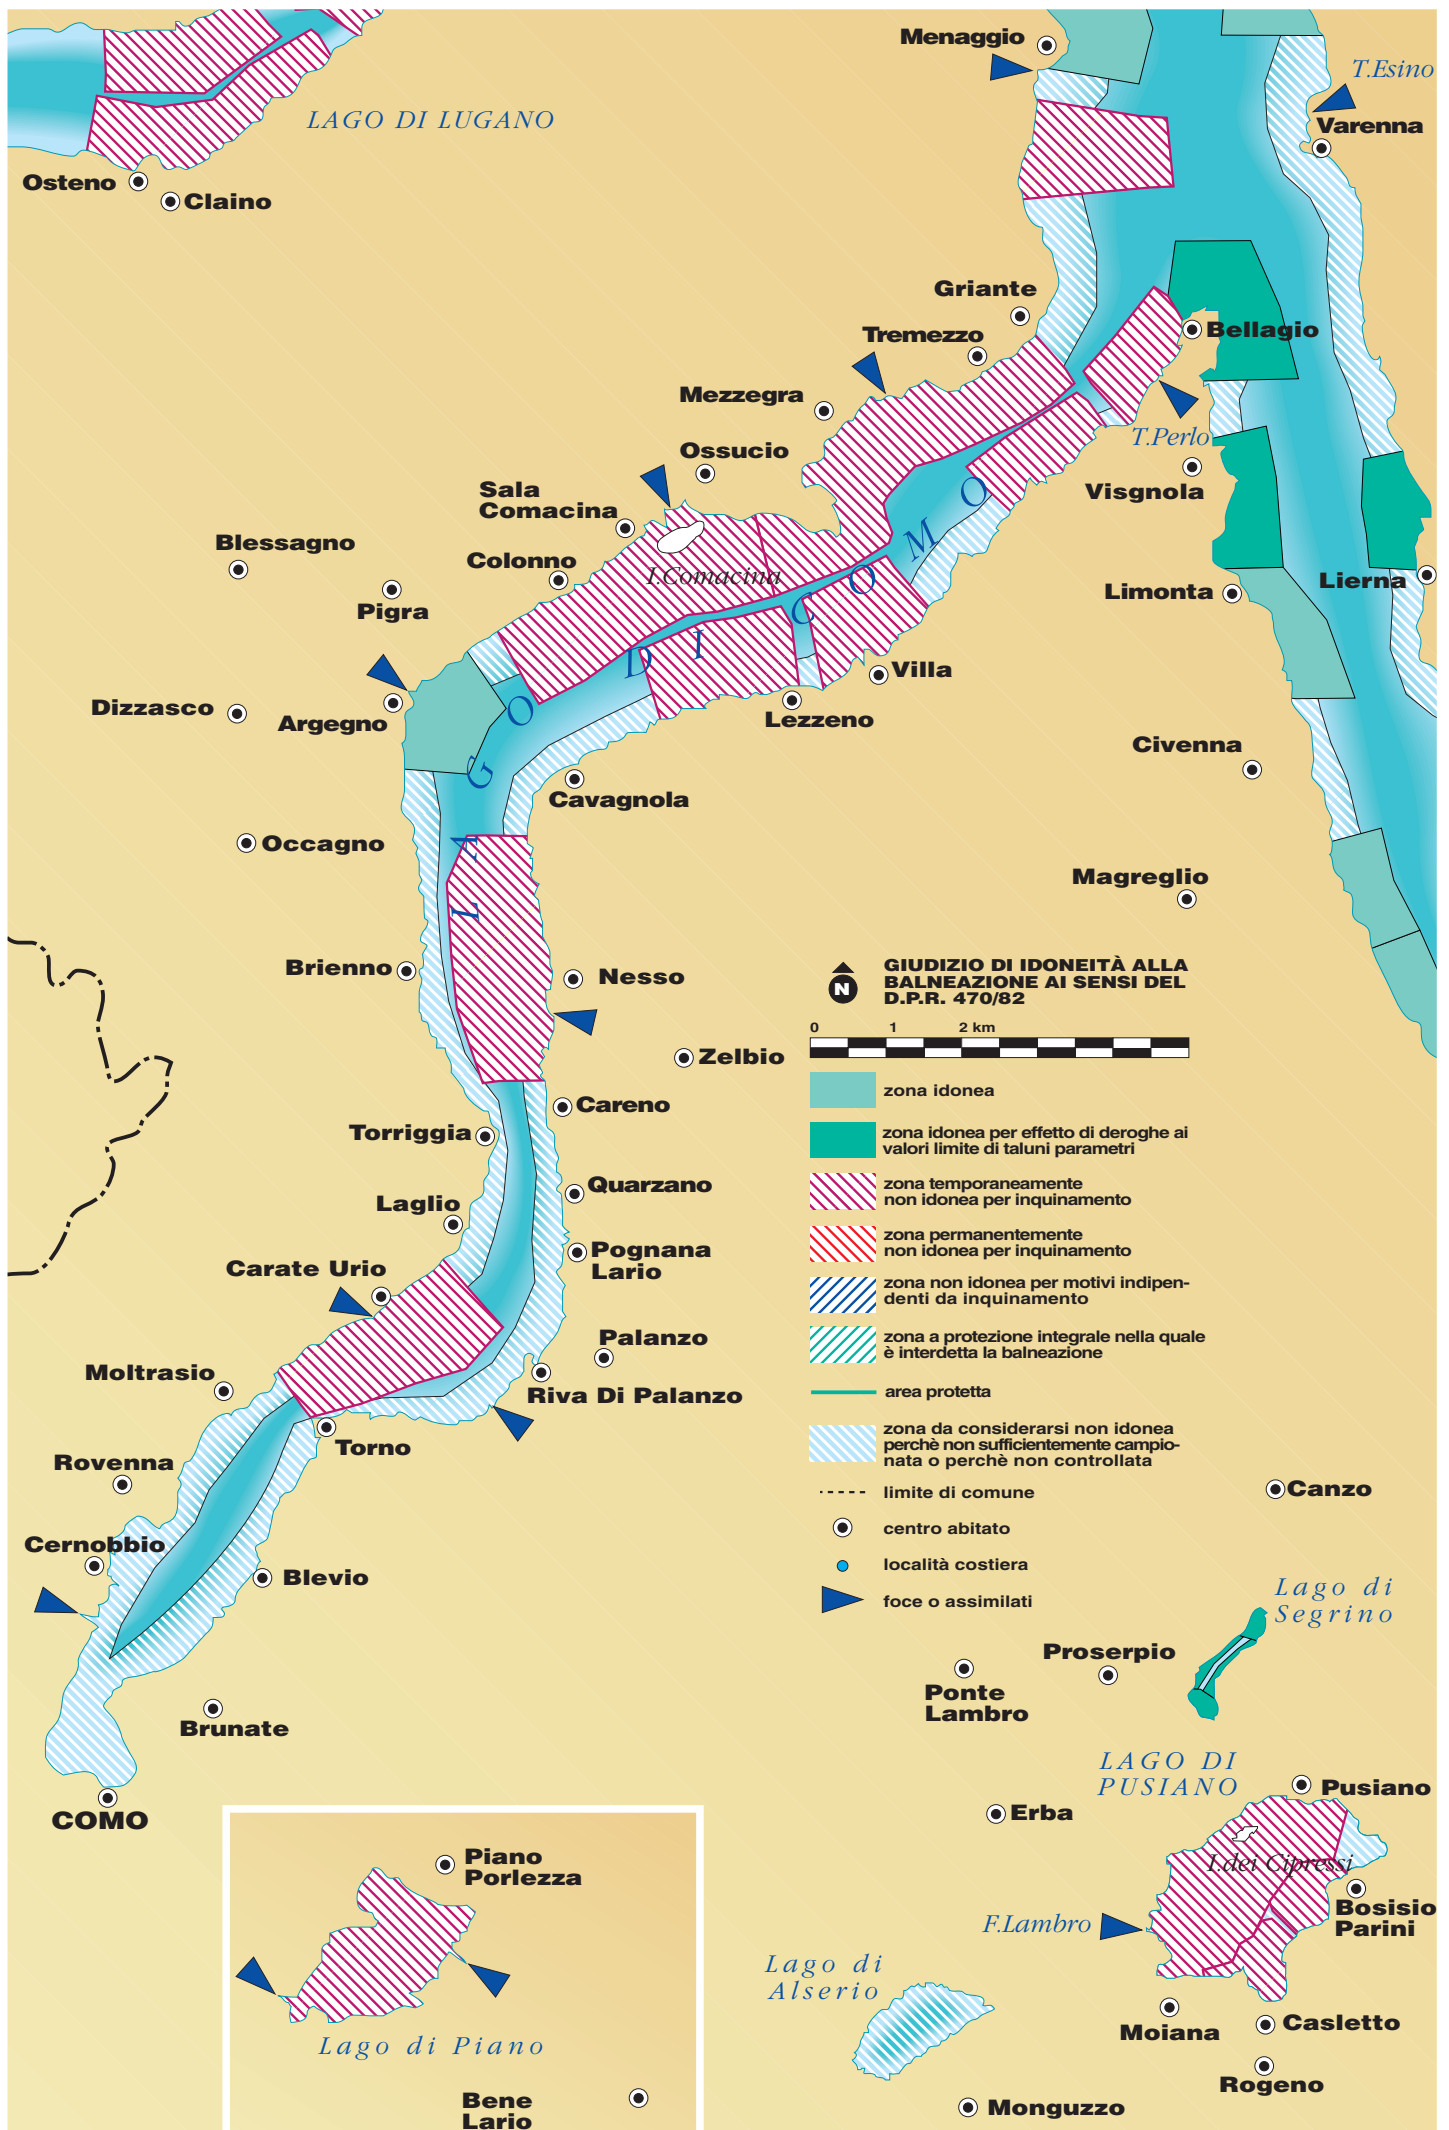 Menaggio
T.Esino
Varenna
LAGO DI LUGANO
Osteno
Claino
Griante
Bellagio
Tremezzo
Mezzegra
T.Perlo
Ossucio
Visgnola
Sala
Comacina
Blessagno
Colonno
I.Comacina
Pigra
Limonta
Lierna
LAGO DI COMO
Villa
Dizzasco
Argegno
Lezzeno
Civenna
Cavagnola
Occagno
Magreglio
Brienno
Nesso
N
GIUDIZIO DI IDONEITÀ ALLA
BALNEAZIONE AI SENSI DEL
D.P.R. 470/82
0 1 2 km
Zelbio
zona idonea
Careno
Torriggia
zona idonea per effetto di deroghe ai
valori limite di taluni parametri
Quarzano
zona temporaneamente
non idonea per inquinamento
Laglio
Pognana
Lario
zona permanentemente
non idonea per inquinamento
Carate Urio
zona non idonea per motivi indipen-
denti da inquinamento
Palanzo
zona a protezione integrale nella quale
è interdetta la balneazione
Moltrasio
Riva Di Palanzo
area protetta
Torno
zona da considerarsi non idonea
perchè non sufficientemente campio-
nata o perchè non controllata
Rovenna
limite di comune
Canzo
centro abitato
Cernobbio
località costiera
Blevio
foce o assimilati
Lago di
Segrino
Proserpio
Ponte
Lambro
Brunate
LAGO DI
PUSIANO
Pusiano
COMO
Erba
Piano
Porlezza
I.dei Cipressi
Bosisio
Parini
F.Lambro
Lago di
Alserio
Moiana
Casletto
Lago di Piano
Rogeno
Bene
Lario
Monguzzo